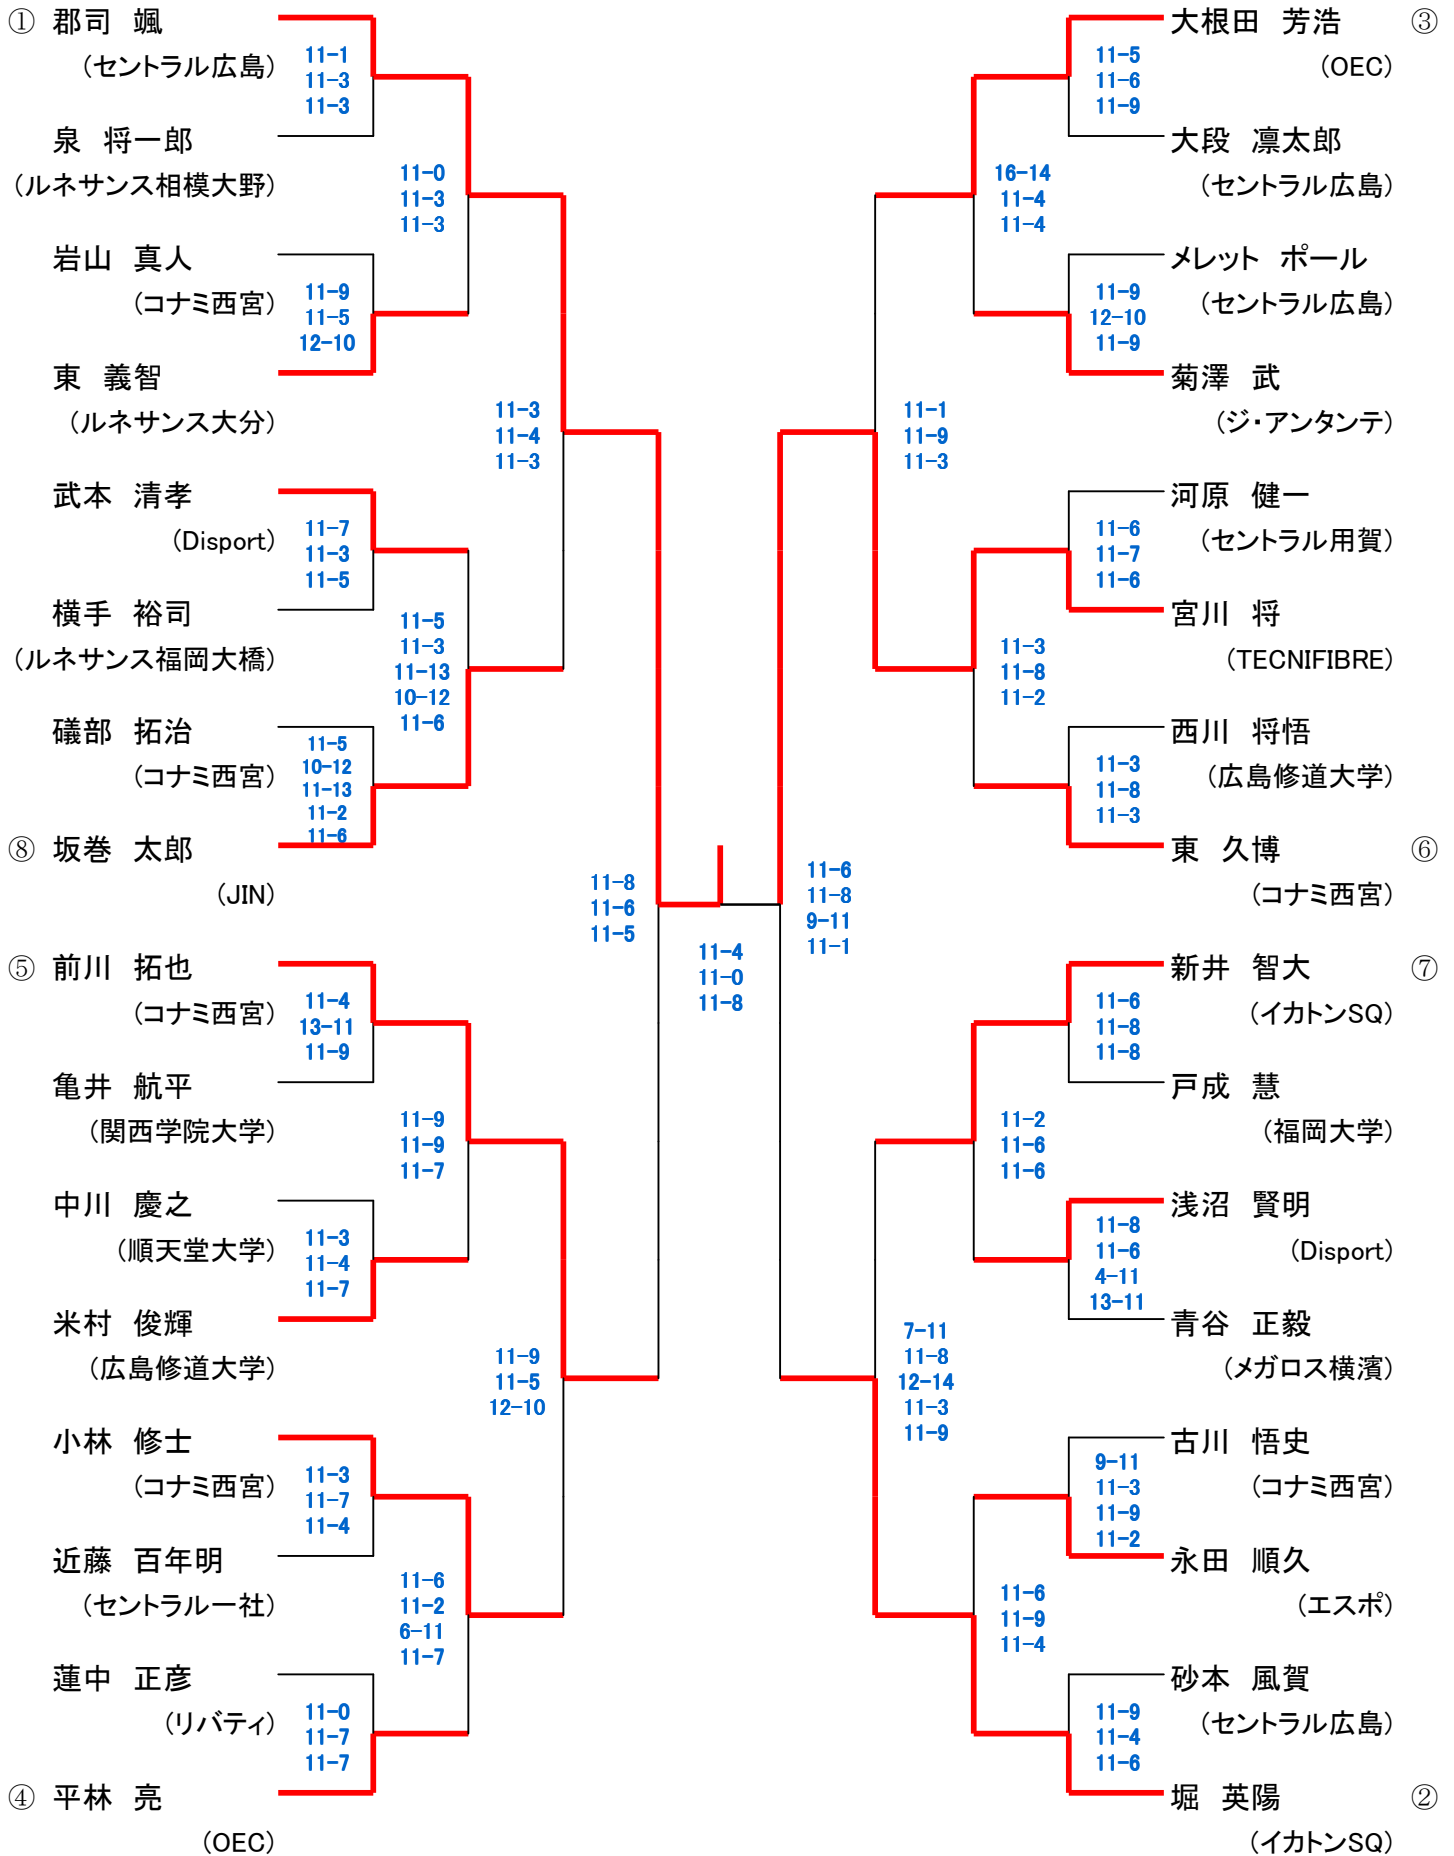 ① 郡司 颯
(セントラル広島)
11-1
11-3
11-3
泉 将一郎
(ルネサンス相模大野)
11-0
11-3
11-3
岩山 真人
(コナミ西宮)
11-9
11-5
12-10
東 義智
(ルネサンス大分)
11-3
11-4
11-3
武本 清孝
(Disport)
11-7
11-3
11-5
横手 裕司
(ルネサンス福岡大橋)
11-5
11-3
11-13
10-12
11-6
磯部 拓治
(コナミ西宮)
11-5
10-12
11-13
11-2
11-6
⑧ 坂巻 太郎
(JIN)
11-8
11-6
11-5
⑤ 前川 拓也
(コナミ西宮)
11-4
13-11
11-9
亀井 航平
(関西学院大学)
11-9
11-9
11-7
中川 慶之
(順天堂大学)
11-3
11-4
11-7
米村 俊輝
(広島修道大学)
11-9
11-5
12-10
小林 修士
(コナミ西宮)
11-3
11-7
11-4
近藤 百年明
(セントラル一社)
11-6
11-2
6-11
11-7
蓮中 正彦
(リバティ)
11-0
11-7
11-7
④ 平林 亮
(OEC)
11-4
11-0
11-8
大根田 芳浩 ③
(OEC)
11-5
11-6
11-9
大段 凛太郎
(セントラル広島)
16-14
11-4
11-4
メレット ポール
(セントラル広島)
11-9
12-10
11-9
菊澤 武
(ジ・アンタンテ)
11-1
11-9
11-3
河原 健一
(セントラル用賀)
11-6
11-7
11-6
宮川 将
(TECNIFIBRE)
11-3
11-8
11-2
西川 将悟
(広島修道大学)
11-3
11-8
11-3
東 久博 ⑥
(コナミ西宮)
11-6
11-8
9-11
11-1
新井 智大 ⑦
(イカトンSQ)
11-6
11-8
11-8
戸成 慧
(福岡大学)
11-2
11-6
11-6
浅沼 賢明
(Disport)
11-8
11-6
4-11
13-11
青谷 正毅
(メガロス横濱)
7-11
11-8
12-14
11-3
11-9
古川 悟史
(コナミ西宮)
9-11
11-3
11-9
11-2
永田 順久
(エスポ)
11-6
11-9
11-4
砂本 風賀
(セントラル広島)
11-9
11-4
11-6
堀 英陽 ②
(イカトンSQ)